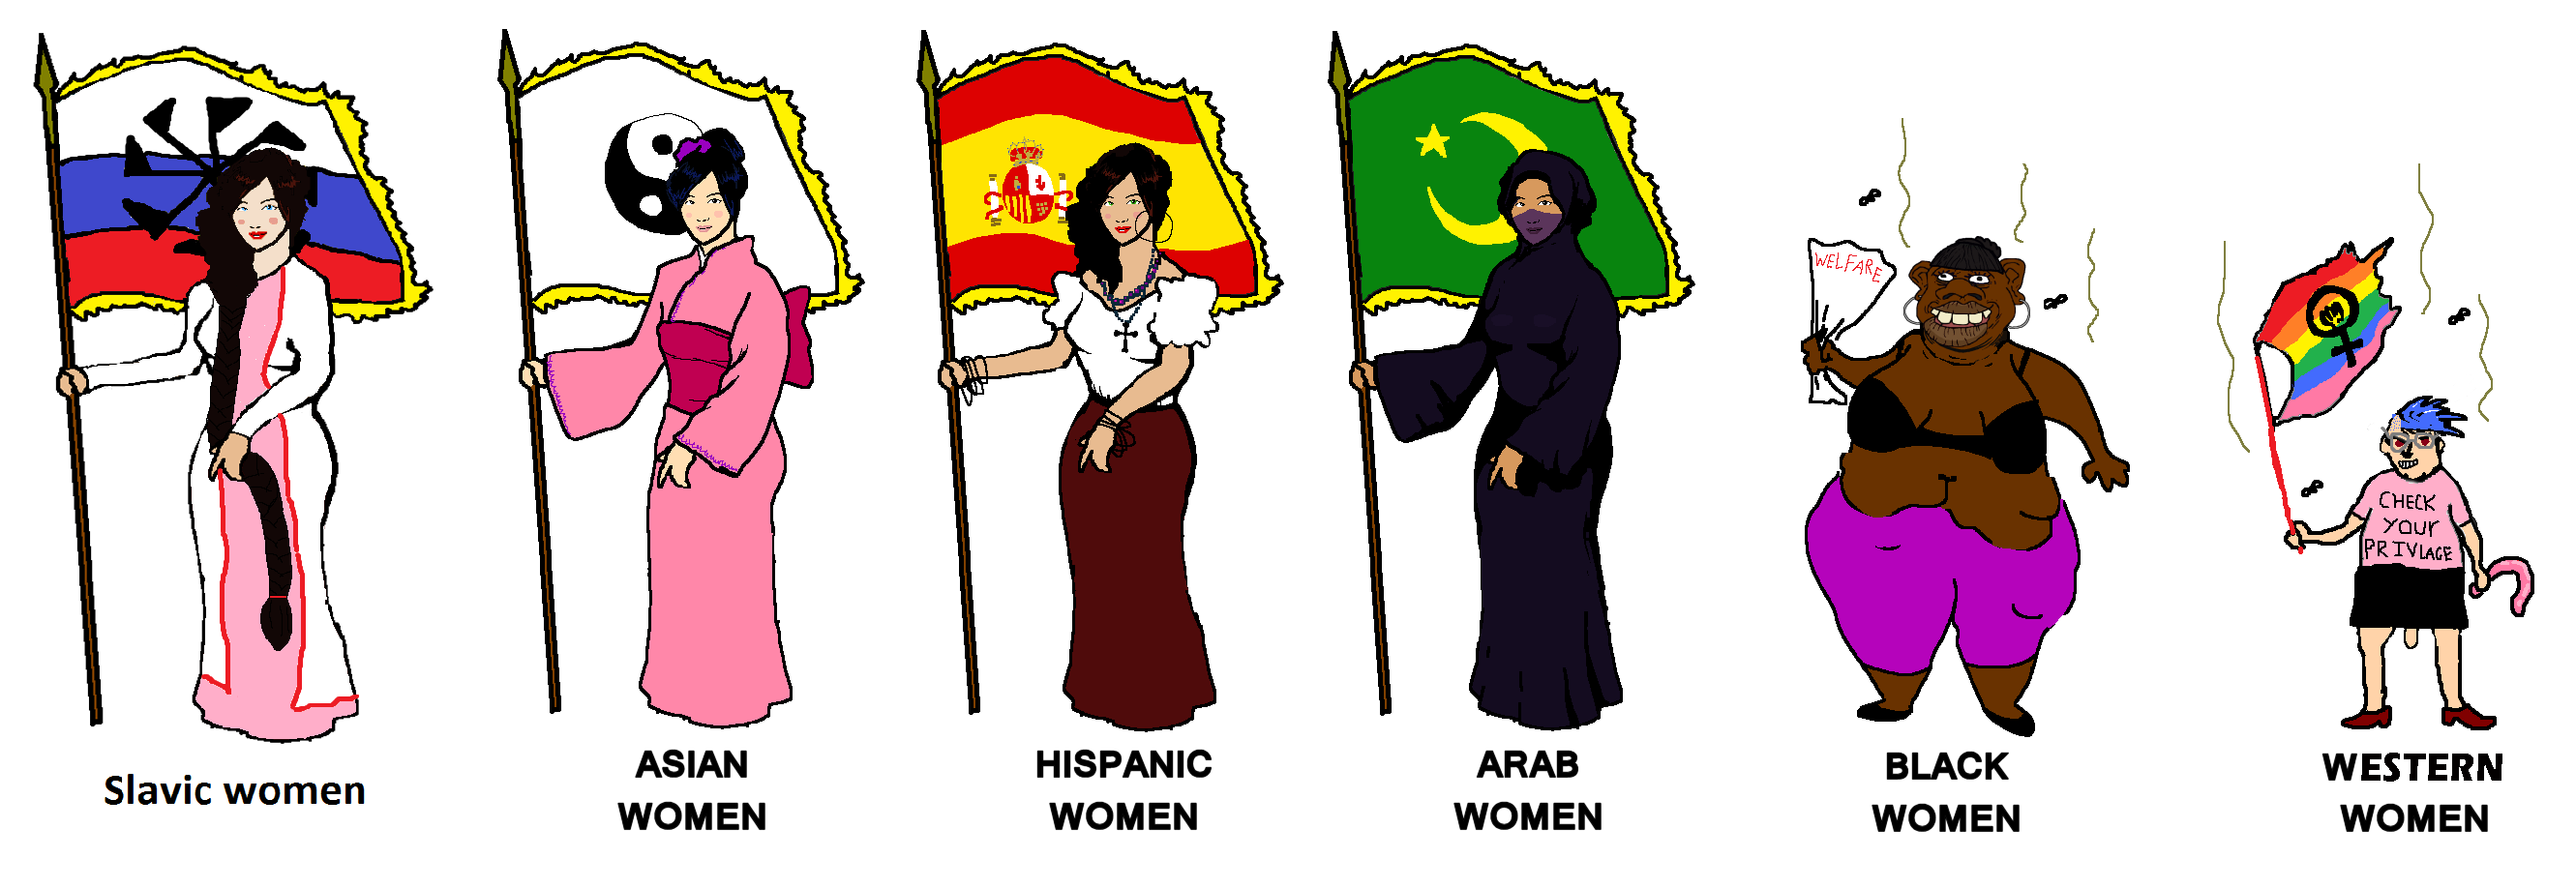 WELFARE
CHECK
YOUr
PRIVLAGE
Slavic women
ASIAN
WOMEN
HISPANIC
WOMEN
ARAB
WOMEN
BLACK
WOMEN
WESTERN
WOMEN